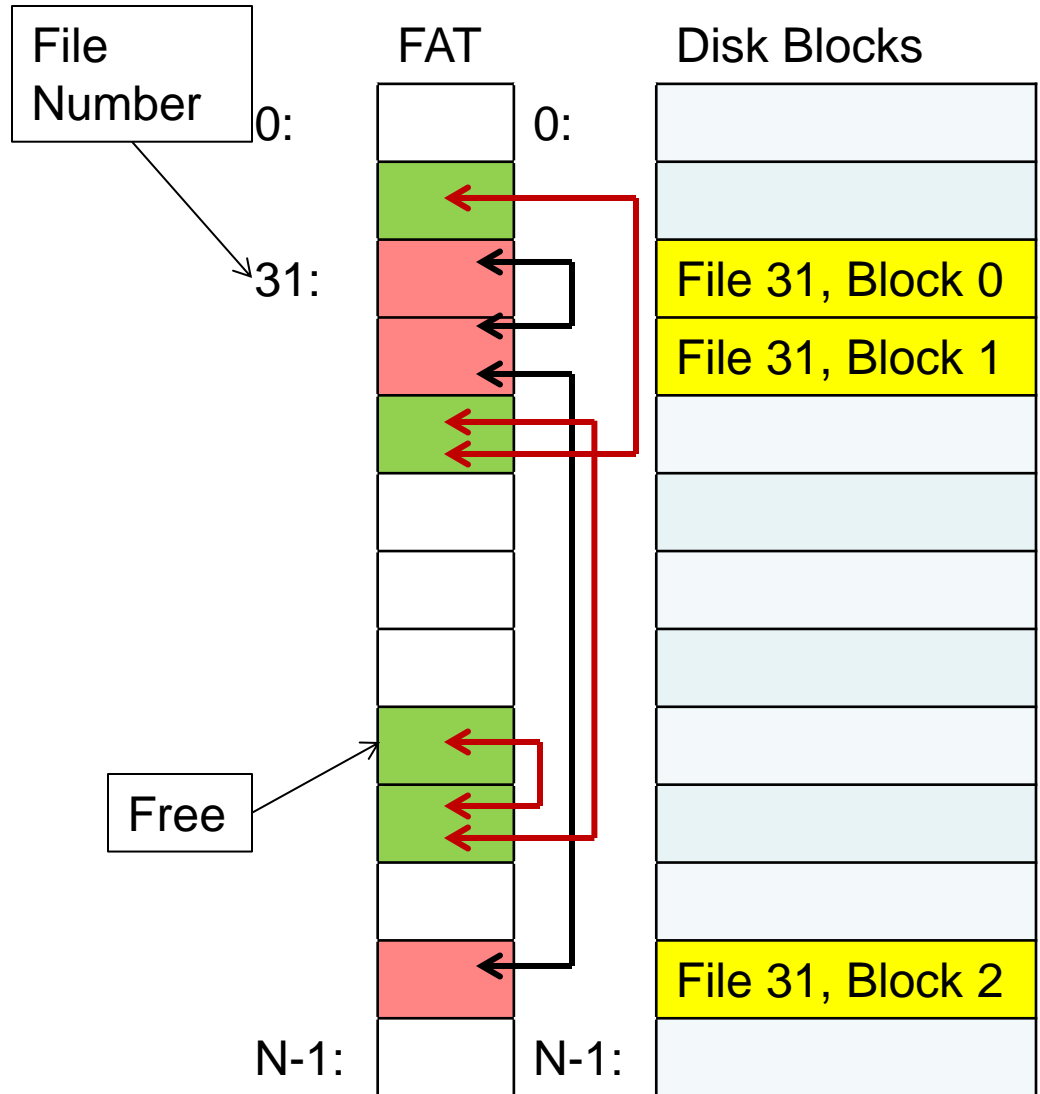 File
Number
FAT
Disk Blocks
0:
0:
31:
File 31, Block 0
File 31, Block 1
Free
File 31, Block 2
N-1:
N-1: